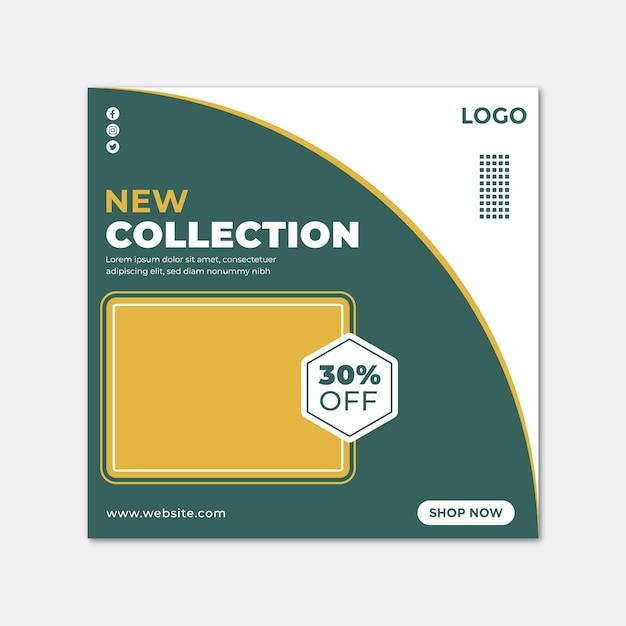 LOGO
NEW
COLLECTION
Lorem ipsum dolor sit amet, consectetuer
adipiscing elit, sed diam nonummy nibh
30%
OFF
www.website.com
SHOP NOW